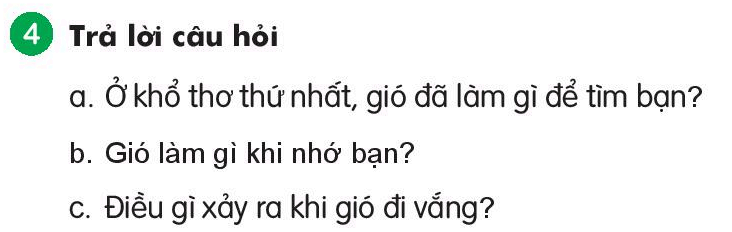 4 Trả lời câu hỏi
a. Ở khổ thơ thứ nhất, gió đã làm gì để tìm bạn?
b. Gió làm gì khi nhớ bạn?
c. Điều gì xảy ra khi gió đi vắng?